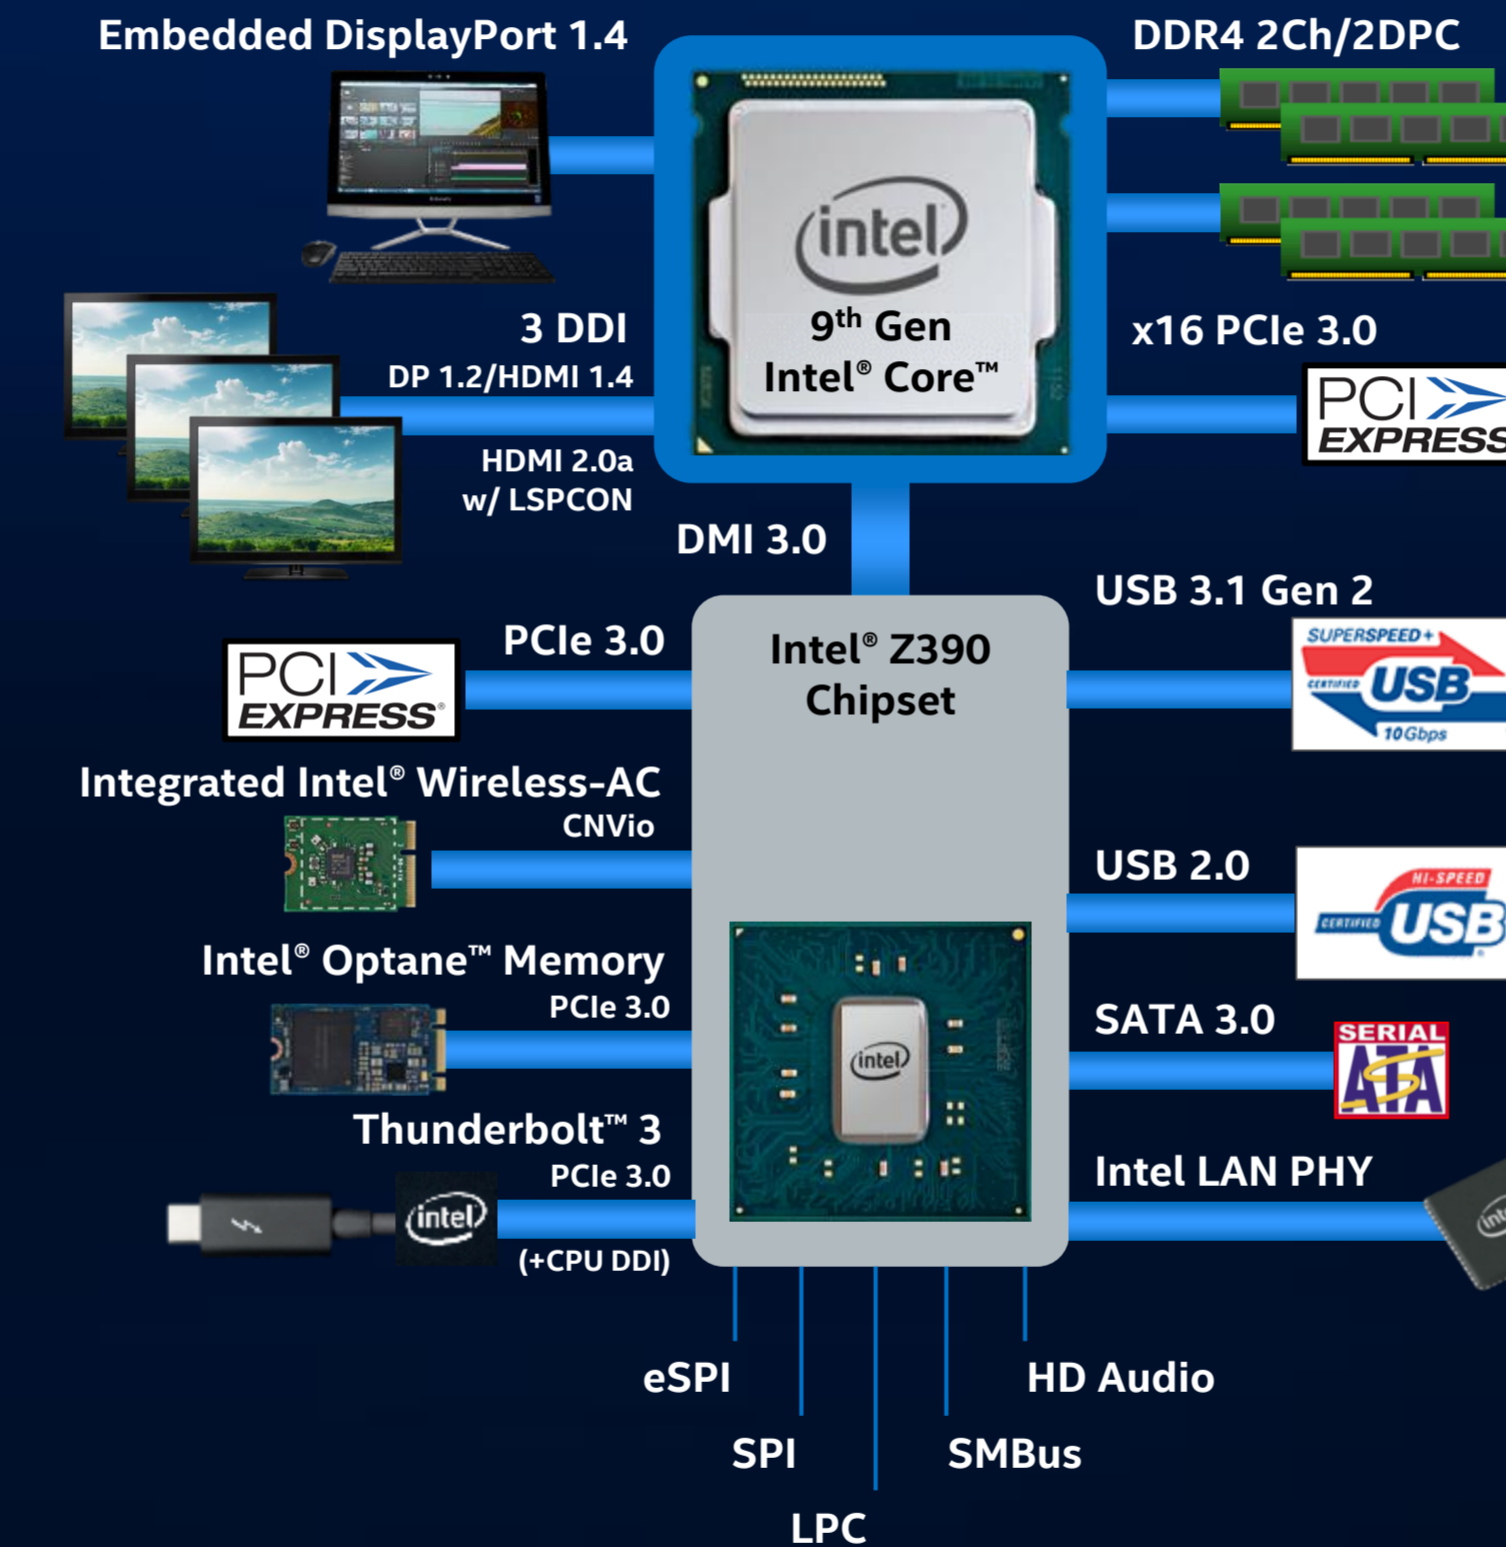 Embedded DisplayPort 1.4
DDR4 2Ch/2DPC
intel
9th Gen
Intel® Core™
3 DDI
DP 1.2/HDMI 1.4
HDMI 2.0a
w/ LSPCON
x16 PCIe 3.0
PCI
EXPRESS
DMI 3.0
Intel® Z390
Chipset
PCIe 3.0
PCI
EXPRESS®
Integrated Intel® Wireless-AC
CNVio
Intel® Optane™ Memory
PCIe 3.0
Thunderbolt™ 3
PCIe 3.0
intel
(+CPU DDI)
USB 3.1 Gen 2
SUPERSPEED+
CERTIFIED USB
10Gbps
USB 2.0
HI-SPEED
CERTIFIED USB
SATA 3.0
SERIAL
ATA
intel
Intel LAN PHY
eSPI
HD Audio
SPI
SMBus
LPC